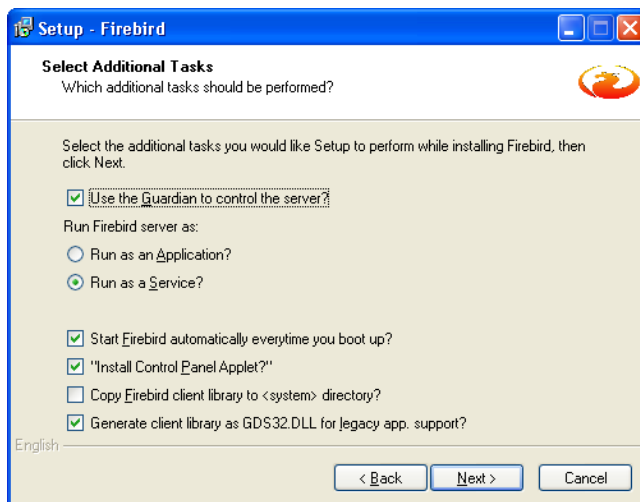 Setup - Firebird
Select Additional Tasks
Which additional tasks should be performed?
Select the additional tasks you would like Setup to perform while installing Firebird, then
click Next.
Use the Guardian to control the server?
Run Firebird server as:
Run as an Application?
Run as a Service?
Start Firebird automatically everytime you boot up?
"Install Control Panel Applet?"
Copy Firebird client library to <system> directory?
Generate client library as GDS32.DLL for legacy app. support?
English
< Back
Next >
Cancel